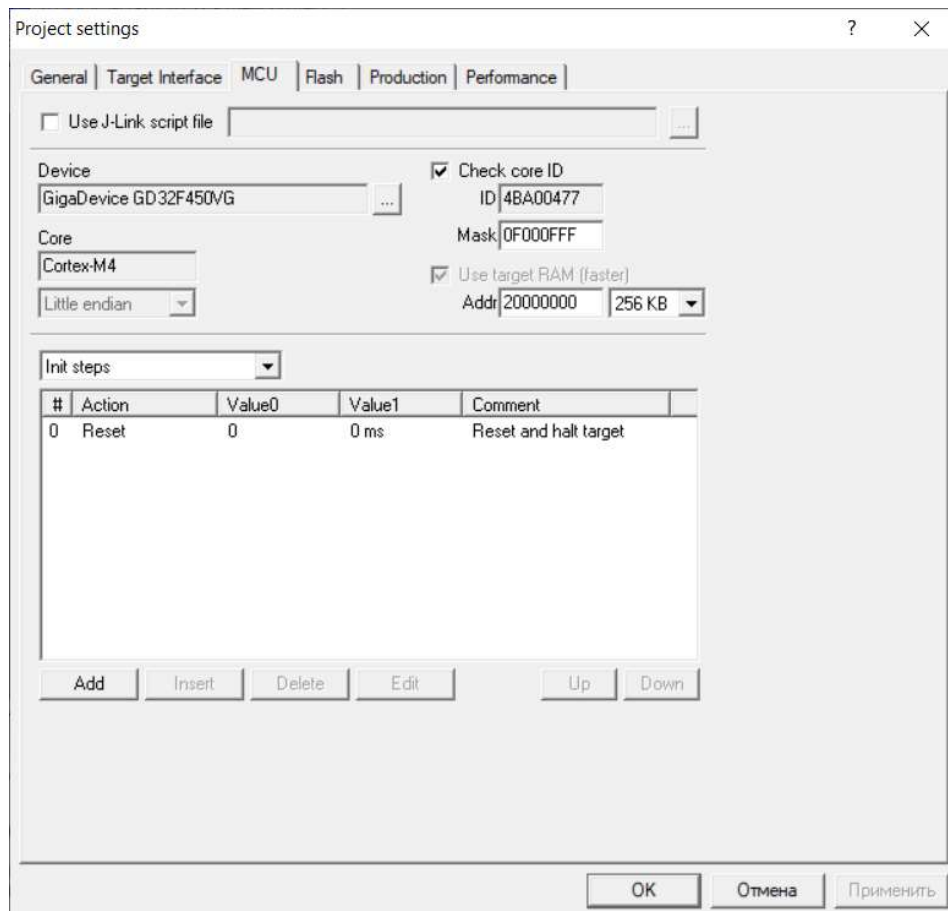 Project settings ? ×
General Target Interface MCU Flash Production Performance
Use J-Link script file ...
Device
GigaDevice GD32F450VG ...
Core
Cortex-M4
Little endian
Check core ID
ID 4BA00477
Mask 0F000FFF
Use target RAM (faster)
Addr 20000000 256 KB
Init steps
# Action Value0 Value1 Comment
0 Reset 0 0 ms Reset and halt target
Add Insert Delete Edit Up Down
OK Отмена Применить